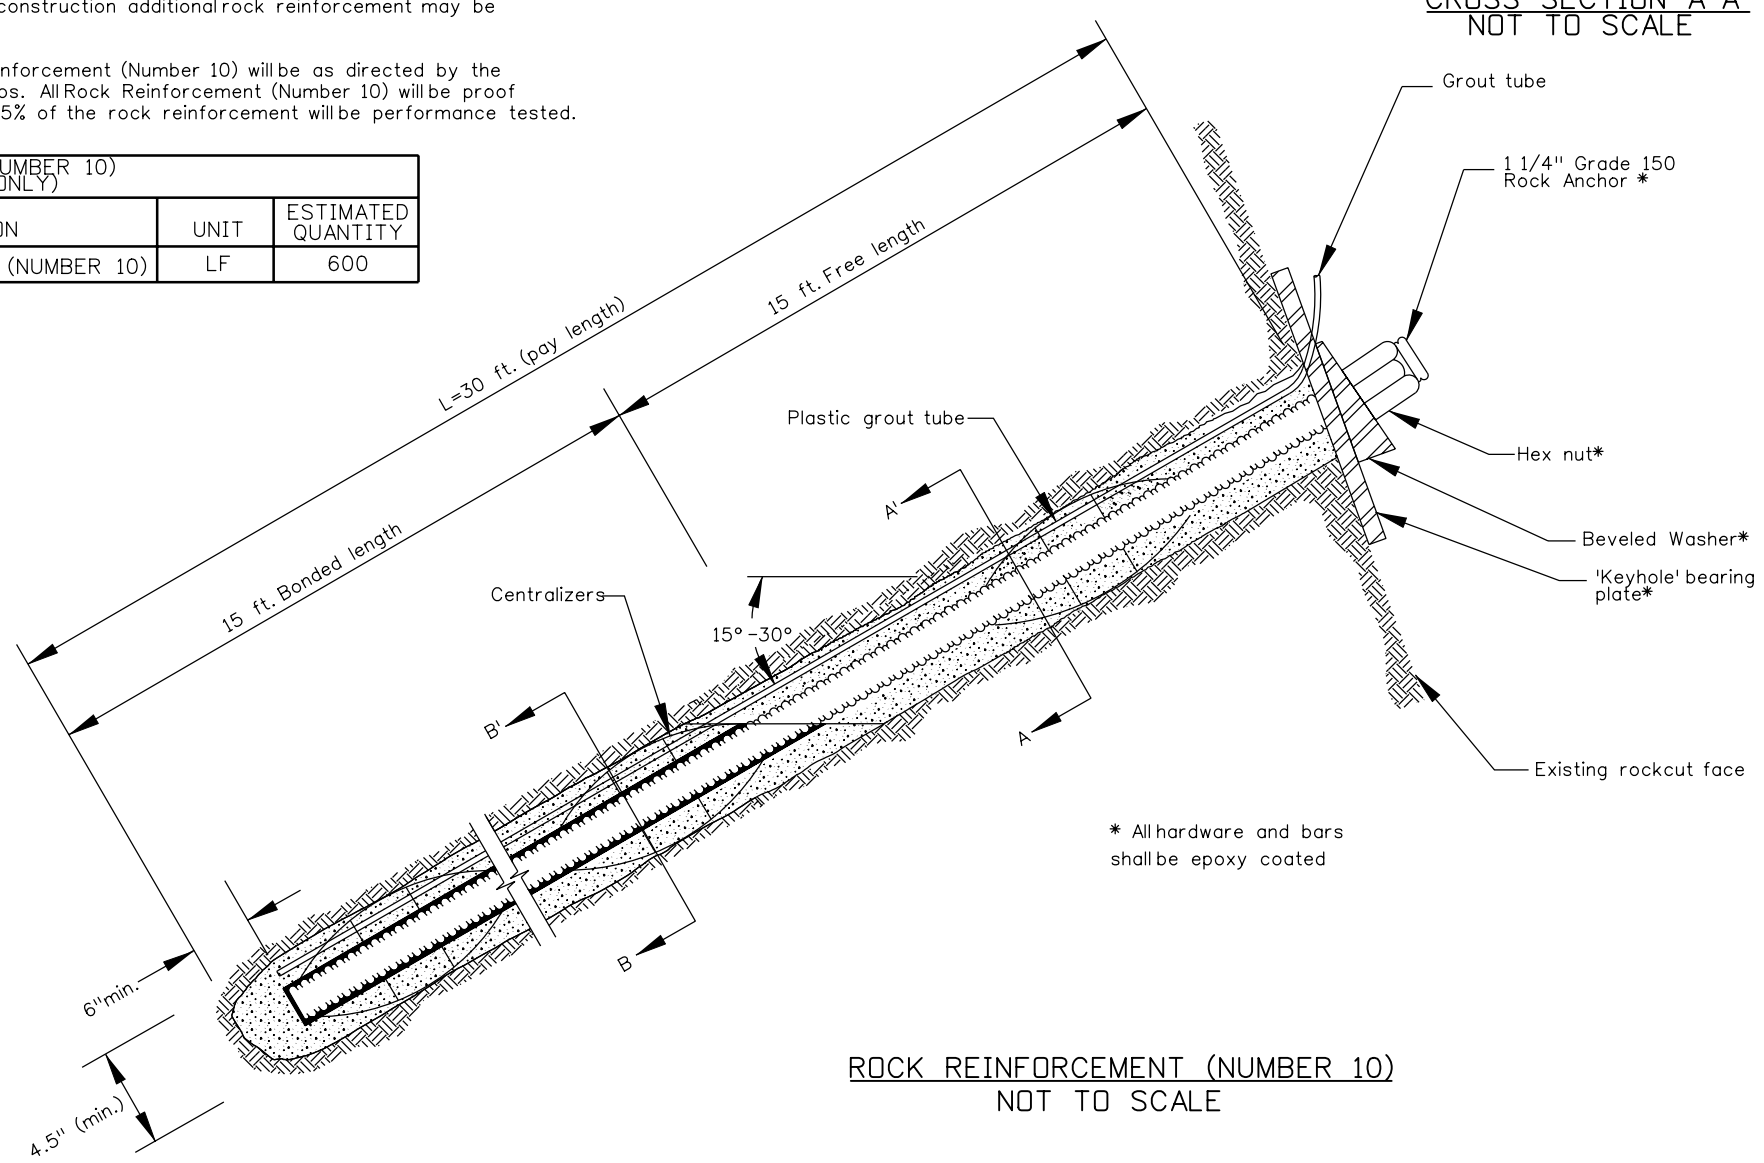 construction additional rock reinforcement may be
nforcement (Number 10) will be as directed by the
os. All Rock Reinforcement (Number 10) will be proof
5% of the rock reinforcement will be performance tested.
UMBER 10)
ONLY)
ON
UNIT
ESTIMATED
QUANTITY
(NUMBER 10)
LF
600
CROSS SECTION A A
NOT TO SCALE
Grout tube
1 1/4" Grade 150
Rock Anchor *
15 ft. Free length
L=30 ft. (pay length)
Plastic grout tube
Hex nut*
A'
15 ft. Bonded length
Beveled Washer*
'Keyhole' bearing
plate*
Centralizers
15°-30°
B'
A
Existing rockcut face
* All hardware and bars
shall be epoxy coated
B
6" min.
4.5" (min.)
ROCK REINFORCEMENT (NUMBER 10)
NOT TO SCALE